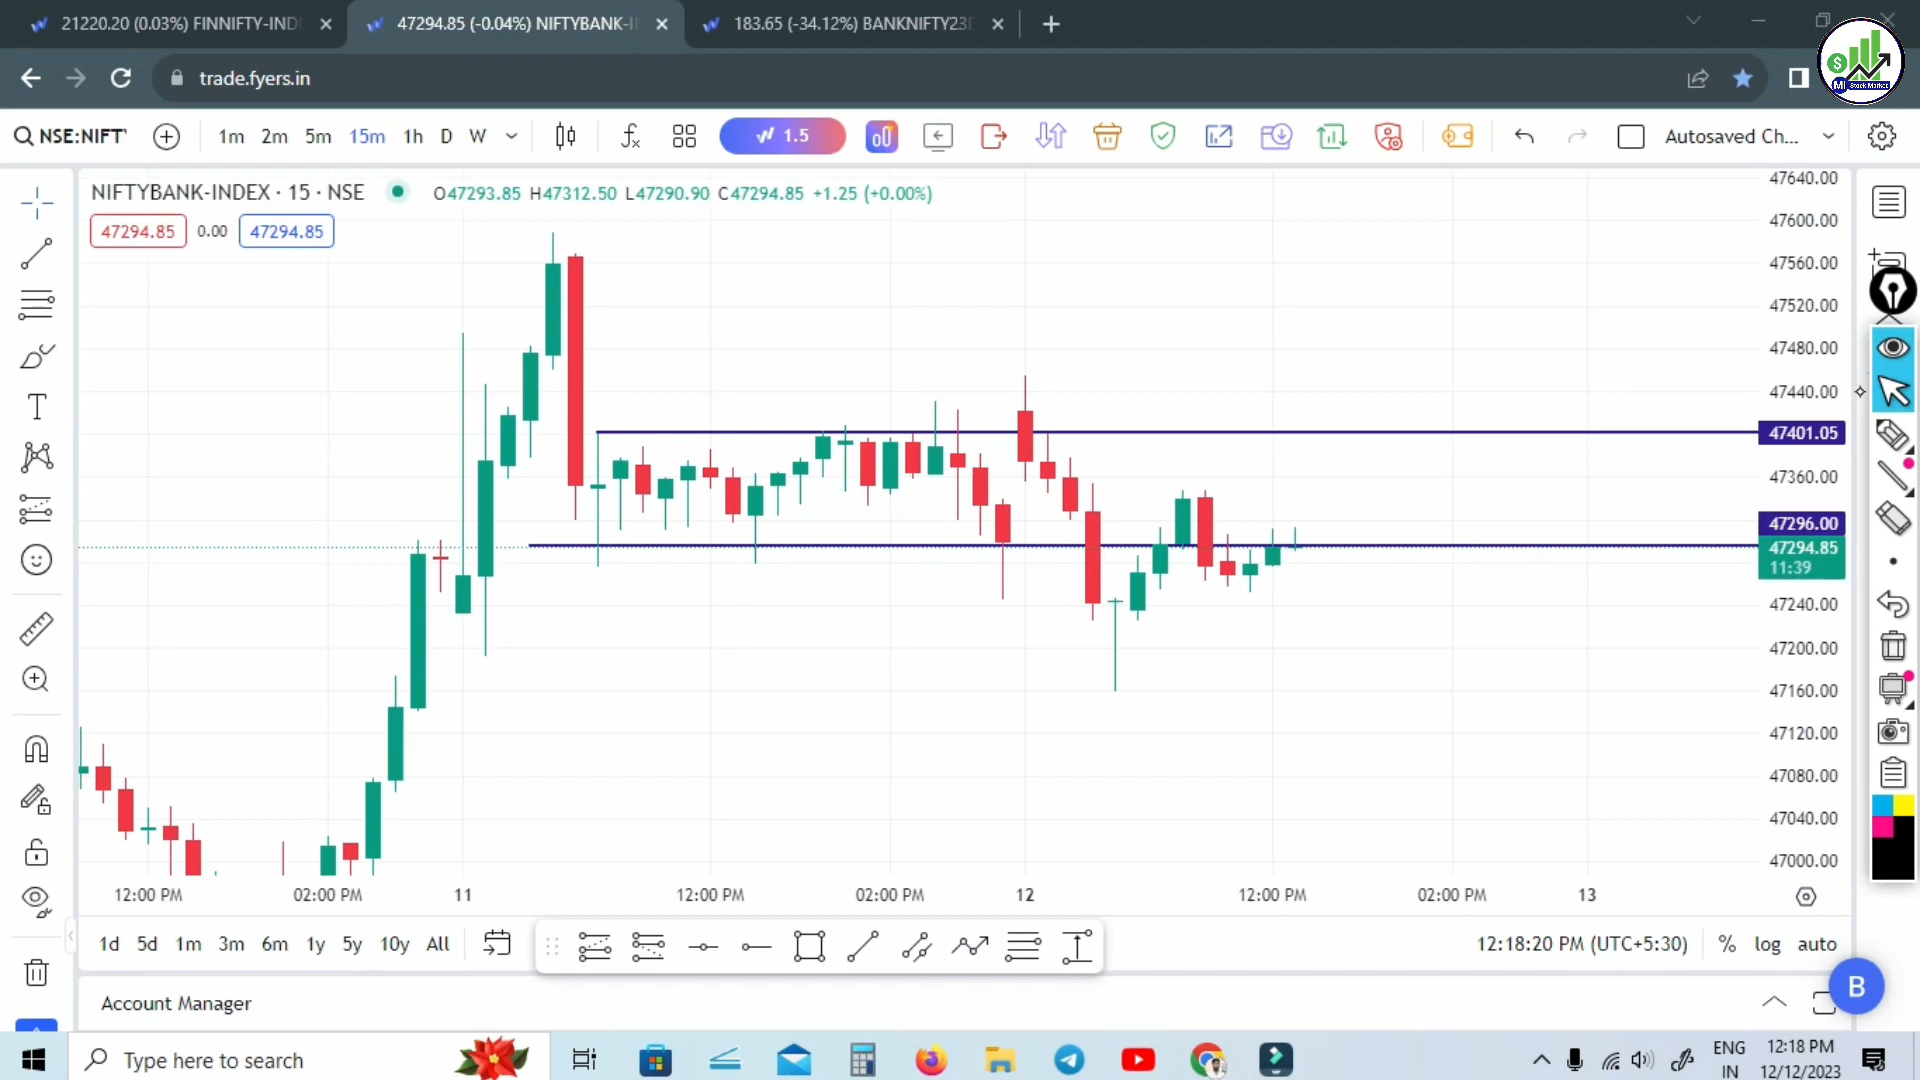 21220.20 (0.03%) FINNIFTY-IND
47294.85 (-0.04%) NIFTYBANK-I
183.65 (-34.12%) BANKNIFTY23D
trade.fyers.in
$
M Stock Market
NSE:NIFT
1m 2m 5m 15m 1h D W
1.5
Autosaved Ch...
NIFTYBANK-INDEX · 15 · NSE
O47293.85 H47312.50 L47290.90 C47294.85 +1.25 (+0.00%)
47294.85 0.00 47294.85
47640.00
47600.00
47560.00
47520.00
47480.00
47440.00
47401.05
47360.00
47296.00
47294.85
11:39
47240.00
47200.00
47160.00
47120.00
47080.00
47040.00
47000.00
12:00 PM 02:00 PM 11 12:00 PM 02:00 PM 12 12:00 PM 02:00 PM 13
1d 5d 1m 3m 6m 1y 5y 10y All
12:18:20 PM (UTC+5:30) % log auto
B
Account Manager
Type here to search
ENG
IN
12:18 PM
12/12/2023